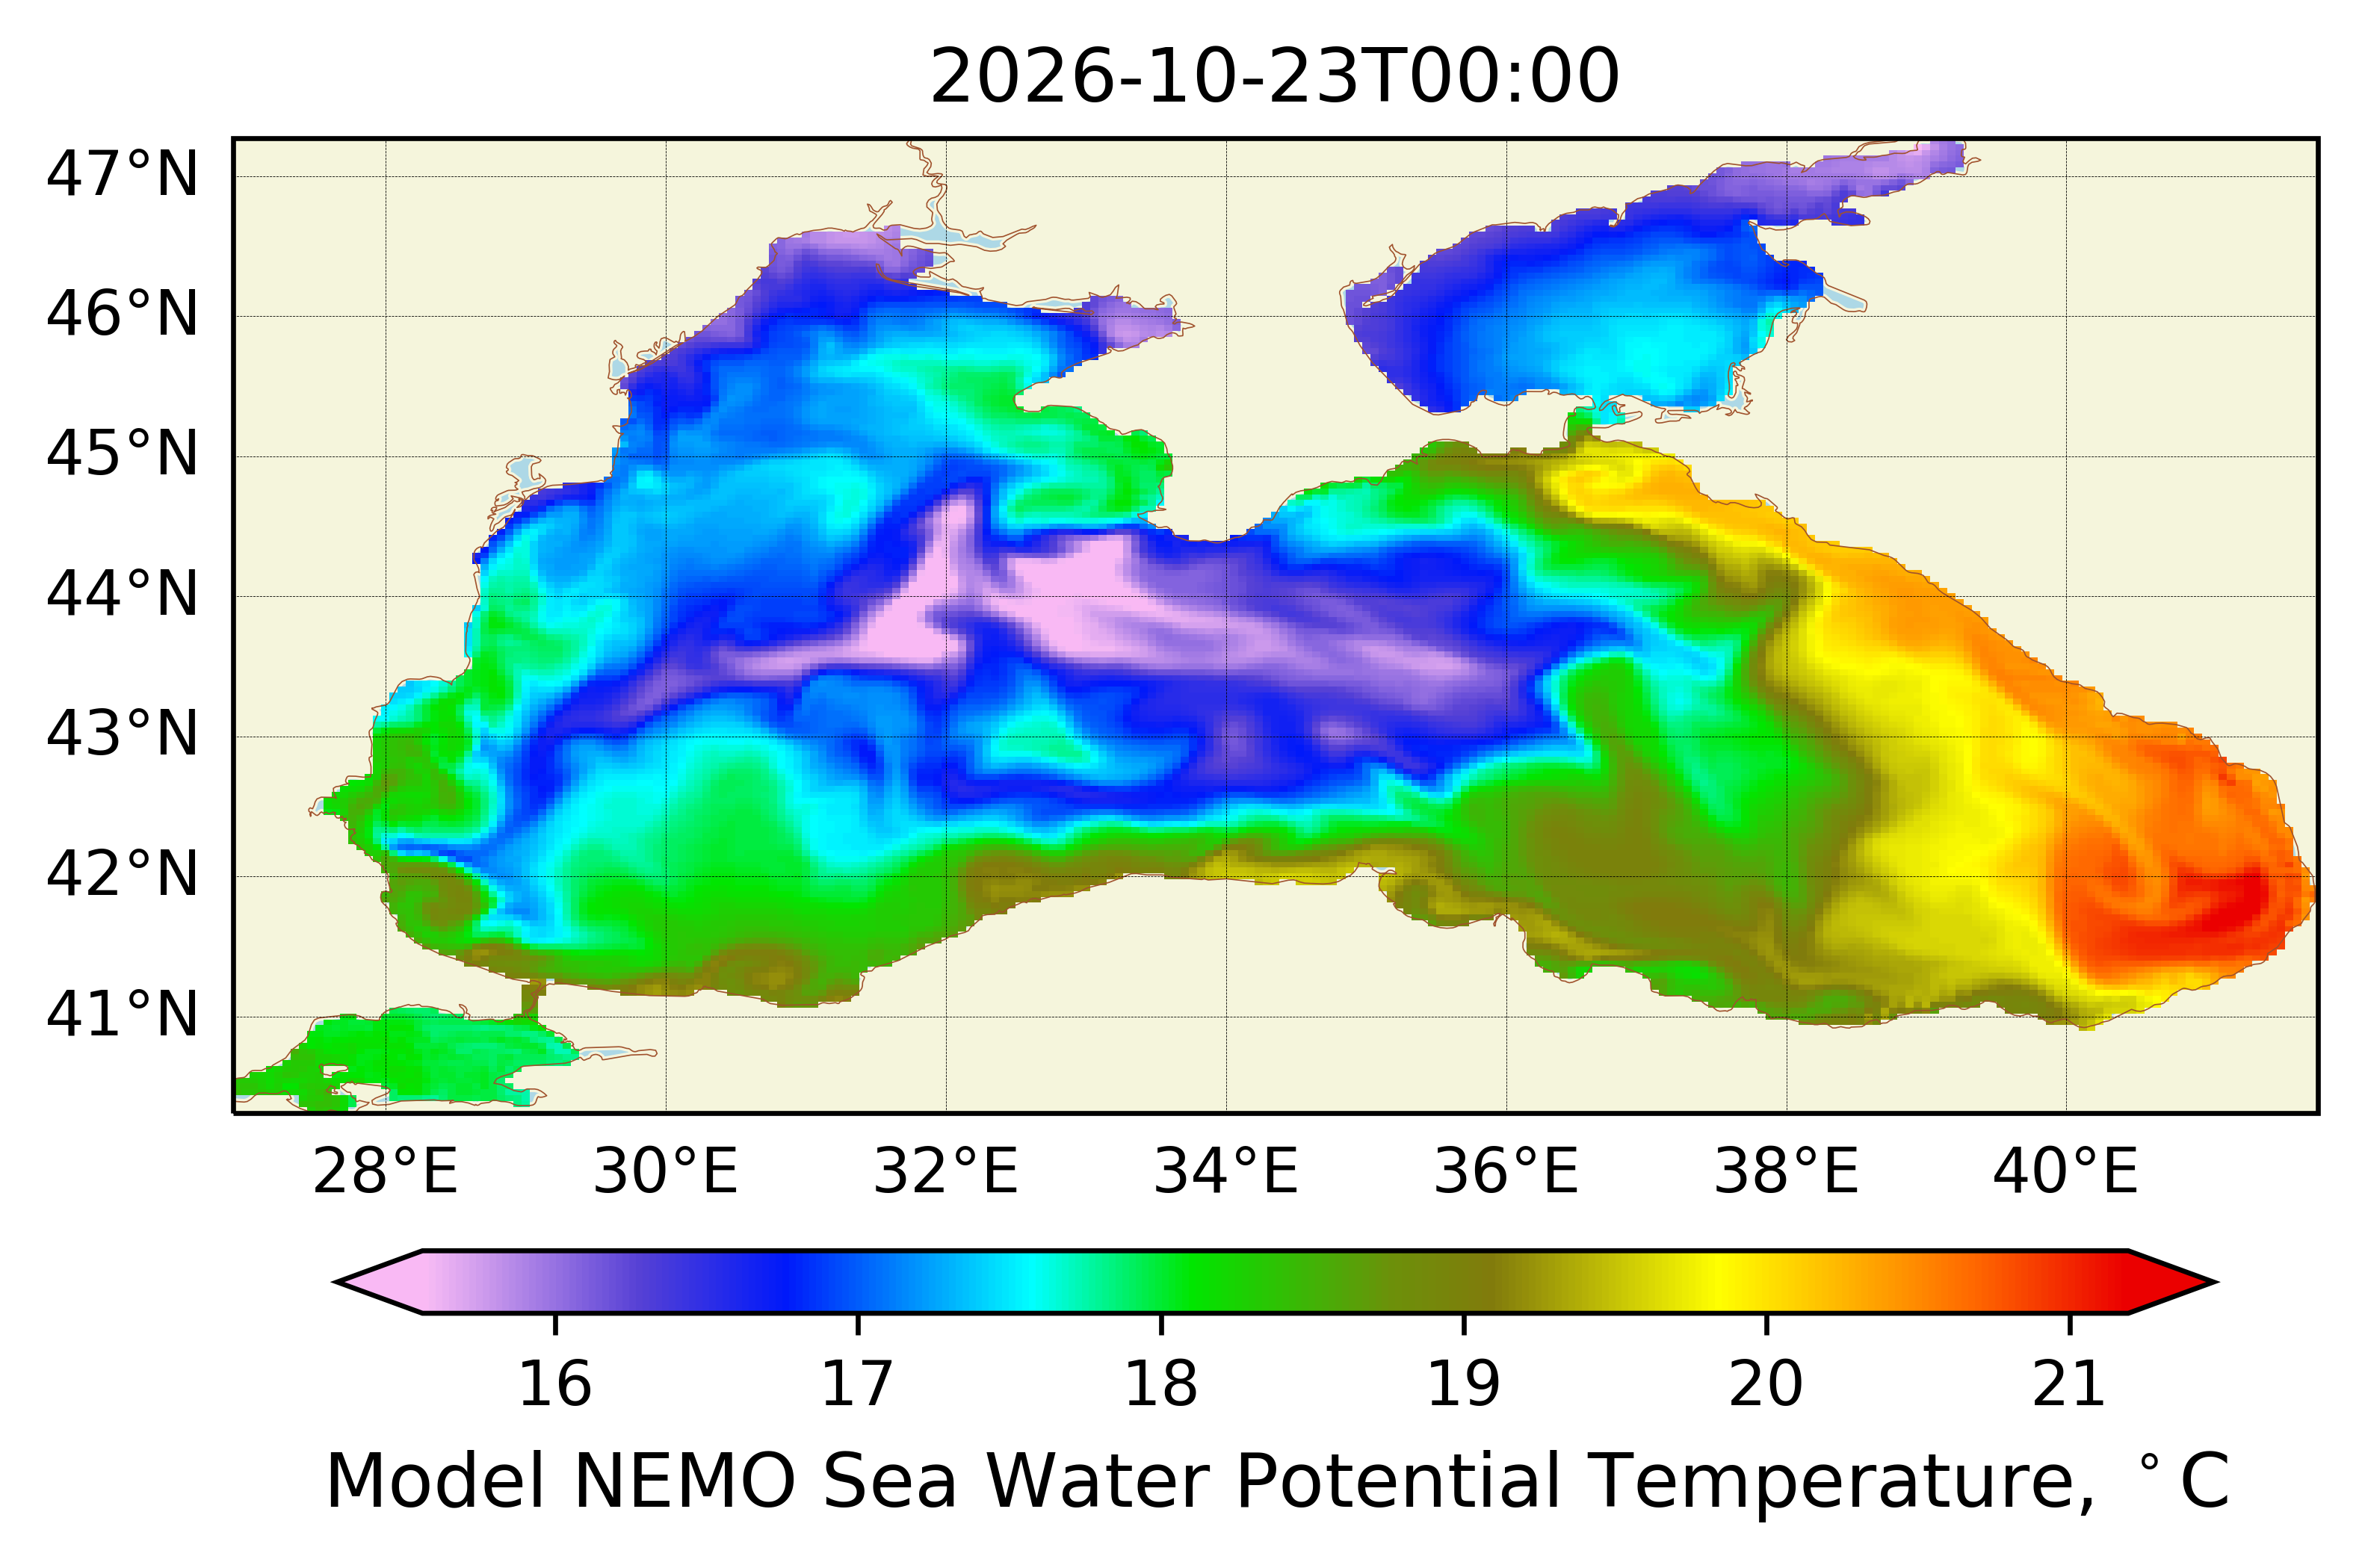 2026-10-23T00:00
47°N
46°N
45°N
44°N
43°N
42°N
41°N
28°E 30°E 32°E 34°E 36°E 38°E 40°E
16 17 18 19 20 21
Model NEMO Sea Water Potential Temperature, °C